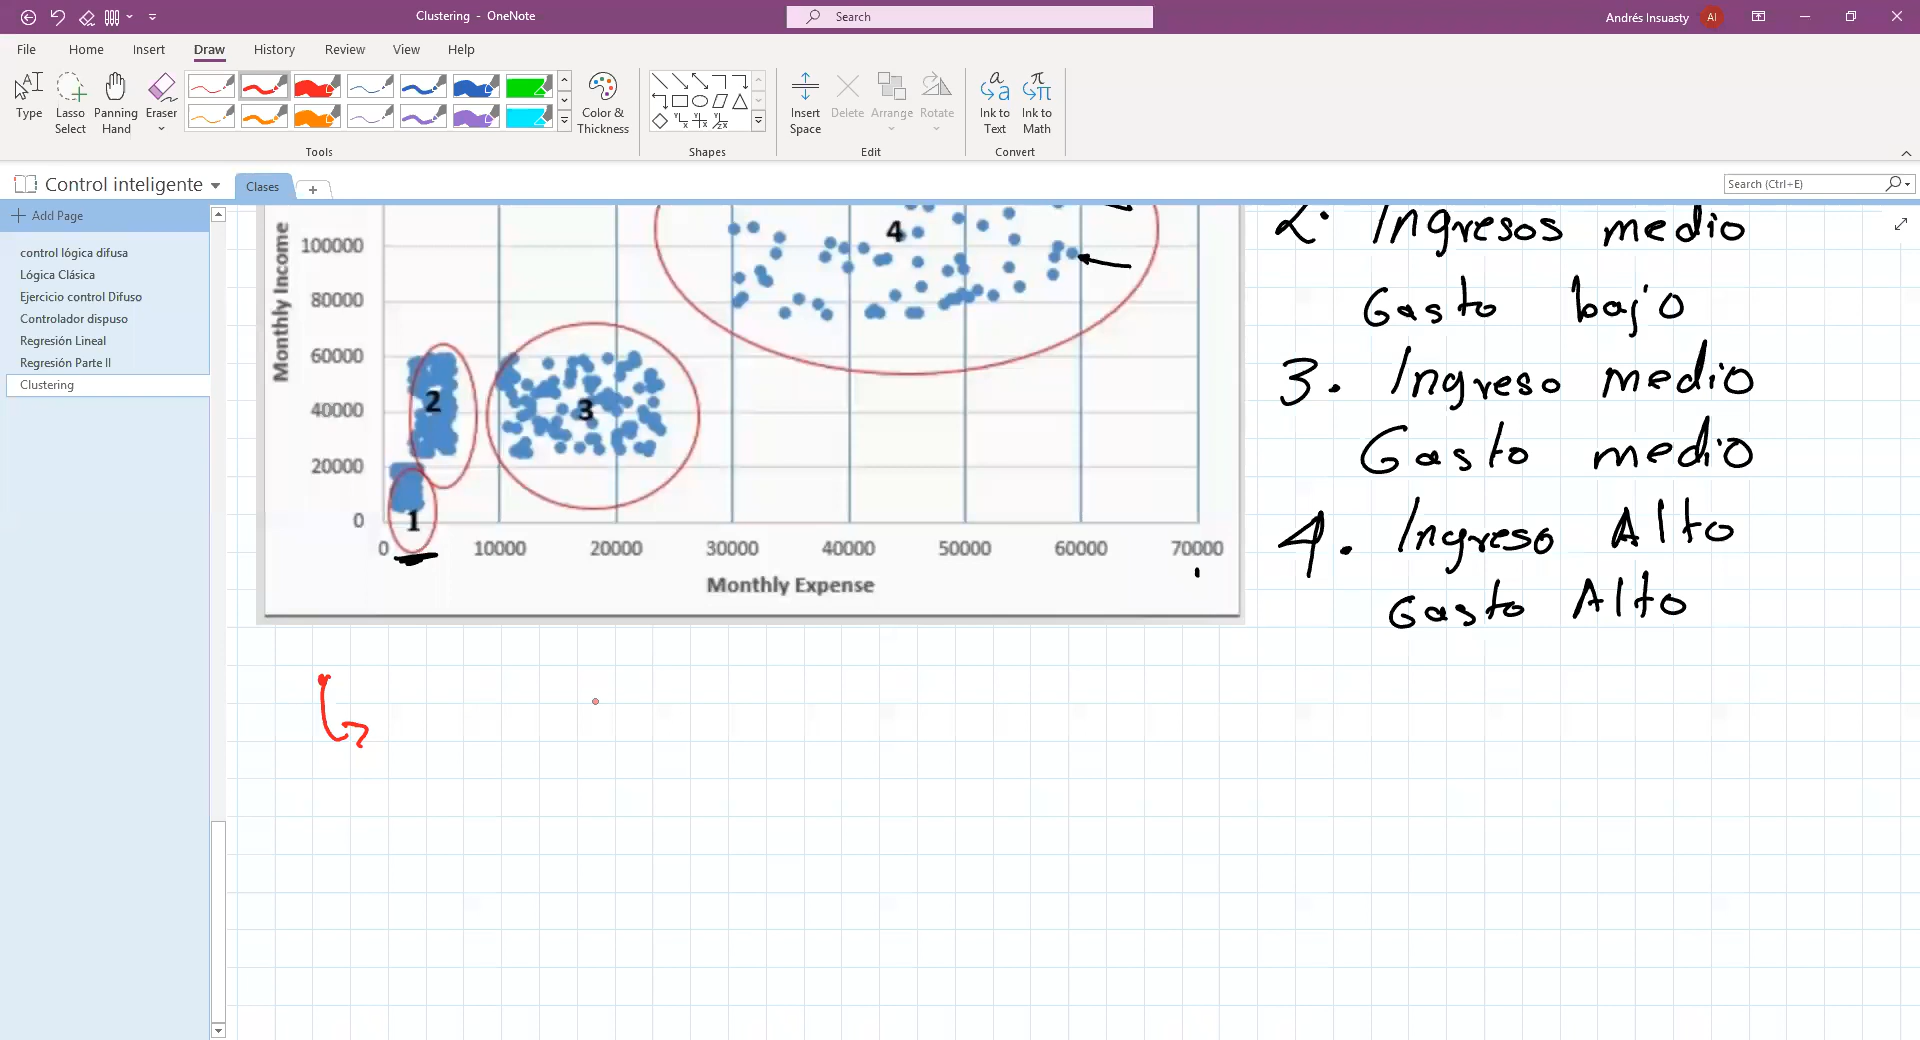 Clustering - OneNote
Search
Andrés Insuasty
AI
File Home Insert Draw History Review View Help
Type
Lasso Select
Panning Hand
Eraser
Color & Thickness
Insert Space
Delete
Arrange
Rotate
Ink to Text
Ink to Math
Tools
Shapes
Edit
Convert
Control inteligente
Clases
Search (Ctrl+E)
Add Page
control lógica difusa
Lógica Clásica
Ejercicio control Difuso
Controlador dispuso
Regresión Lineal
Regresión Parte II
Clustering
Monthly Income
100000
80000
60000
40000
20000
0
4
2
3
1
0 10000 20000 30000 40000 50000 60000 70000
Monthly Expense
2. Ingresos medio
Gasto bajo
3. Ingreso medio
Gasto medio
4. Ingreso Alto
Gasto Alto